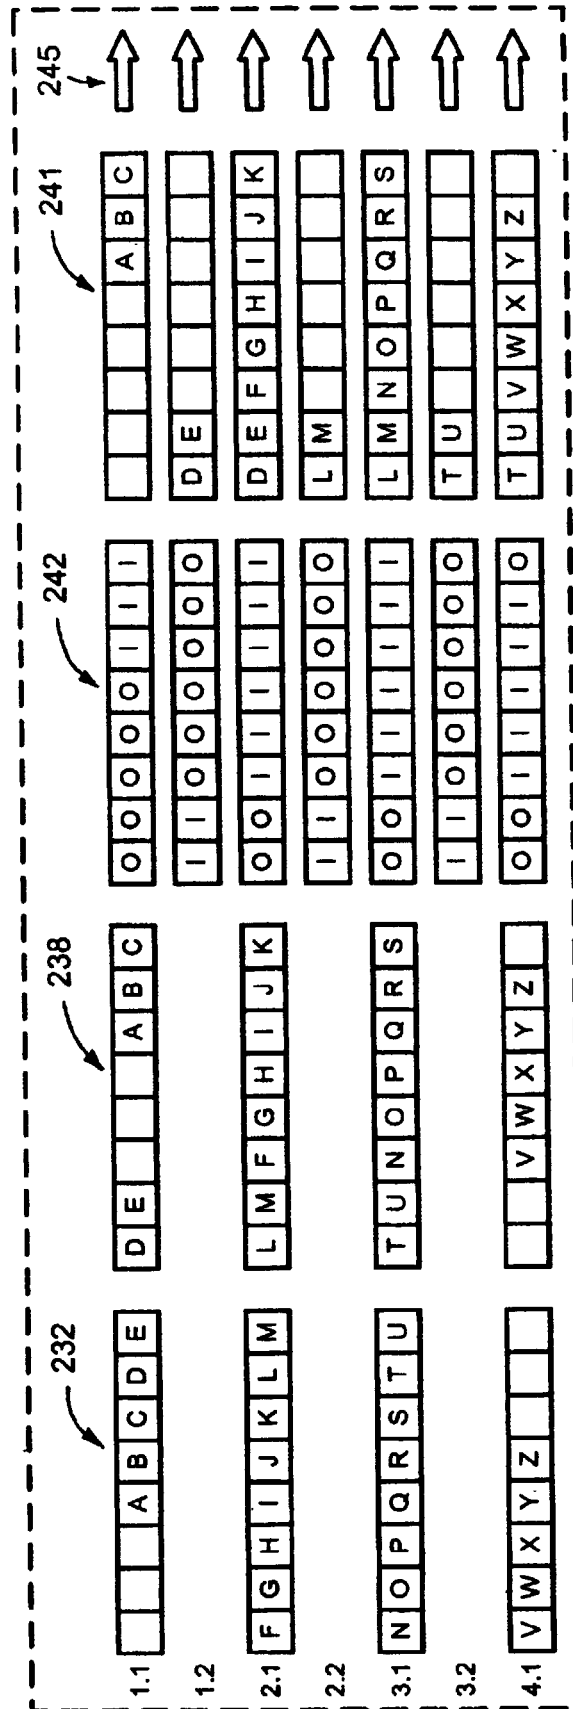 232 238 242 241 245
1.1 A B C D E D E A B C O O O O O I I I A B C
1.2 I I O O O O O O D E
2.1 F G H I J K L M L M F G H I J K O O I I I I I I D E F G H I J K
2.2 I I O O O O O O L M
3.1 N O P Q R S T U T U N O P Q R S O O I I I I I I L M N O P Q R S
3.2 I I O O O O O O T U
4.1 V W X Y Z V W X Y Z O O I I I I I O T U V W X Y Z